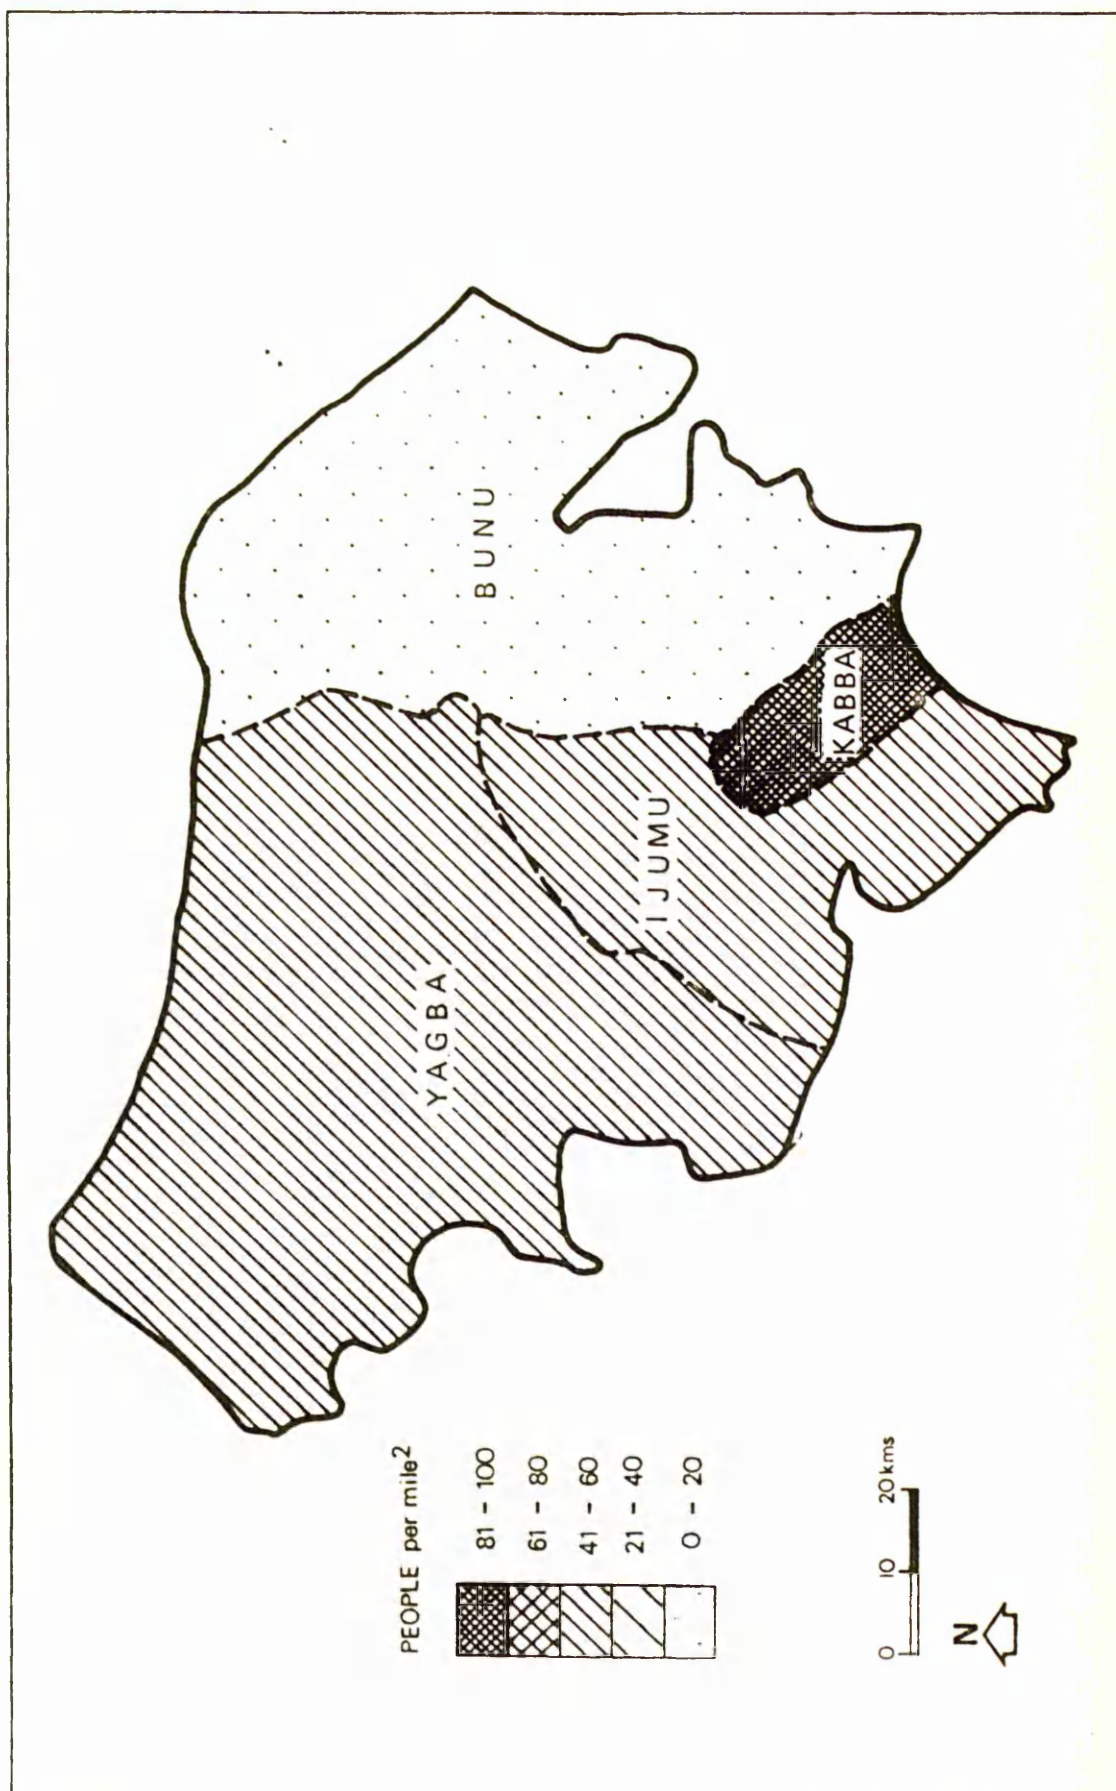 YAGBA
BUNU
IJUMU
KABBA
PEOPLE per mile²
81 - 100
61 - 80
41 - 60
21 - 40
0 - 20
0 10 20 kms
N